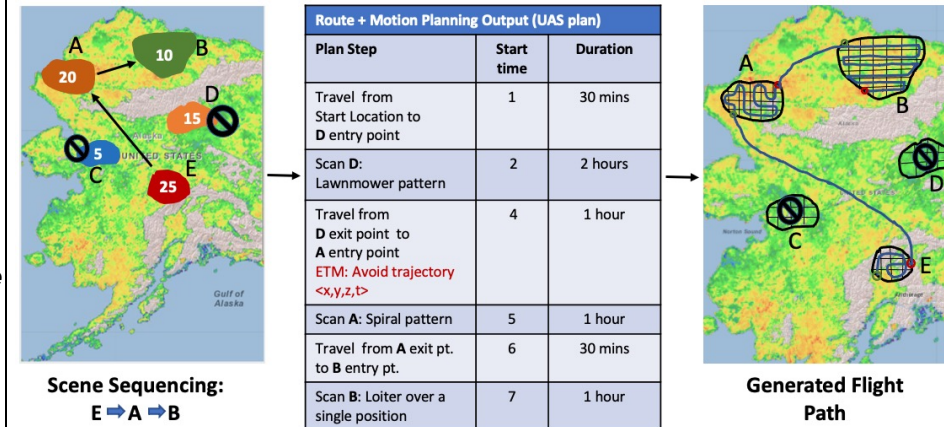 A
B
10
20
D
15
Alaska
UNITED STATES
5
C
E
25
Gulf of
Alaska
Scene Sequencing:
E ➡ A ➡ B
Route + Motion Planning Output (UAS plan)
Plan Step
Start
time
Duration
Travel from
Start Location to
D entry point
1
30 mins
Scan D:
Lawnmower pattern
2
2 hours
Travel from
D exit point to
A entry point
ETM: Avoid trajectory
<x,y,z,t>
4
1 hour
Scan A: Spiral pattern
5
1 hour
Travel from A exit pt.
to B entry pt.
6
30 mins
Scan B: Loiter over a
single position
7
1 hour
A
B
D
Norton Sound
C
E
Anchorage
Generated Flight
Path